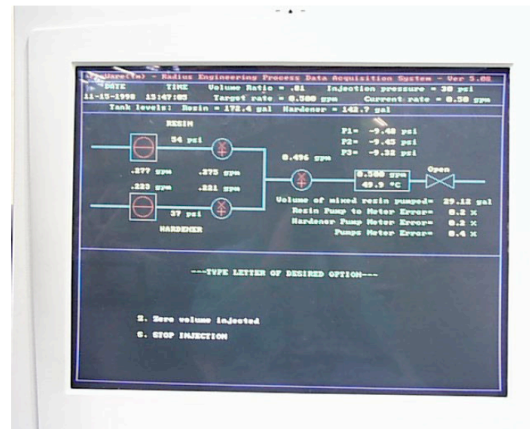 Radius Engineering Process Data Acquisition System - Ver 5.08
DATE TIME Volume Ratio = .81 Injection pressure = 30 psi
11-15-1998 15:47:05 Target rate = 0.500 gpm Current rate = 0.50 gpm
Tank levels: Resin = 172.4 gal Hardener = 142.7 gal
RESIN
54 psi
P1= -9.48 psi
P2= -9.45 psi
P3= -9.38 psi
0.496 gpm
Open
.277 gpm .275 gpm
0.500 gpm
.223 gpm .221 gpm
49.9 °C
37 psi
HARDENER
Volume of mixed resin pumped= 29.12 gal
Resin Pump to Meter Error= 0.2 %
Hardener Pump Meter Error= 0.2 %
Pumps Meter Error= 0.4 %
---TYPE LETTER OF DESIRED OPTION---
Zero volume injected
STOP INJECTION